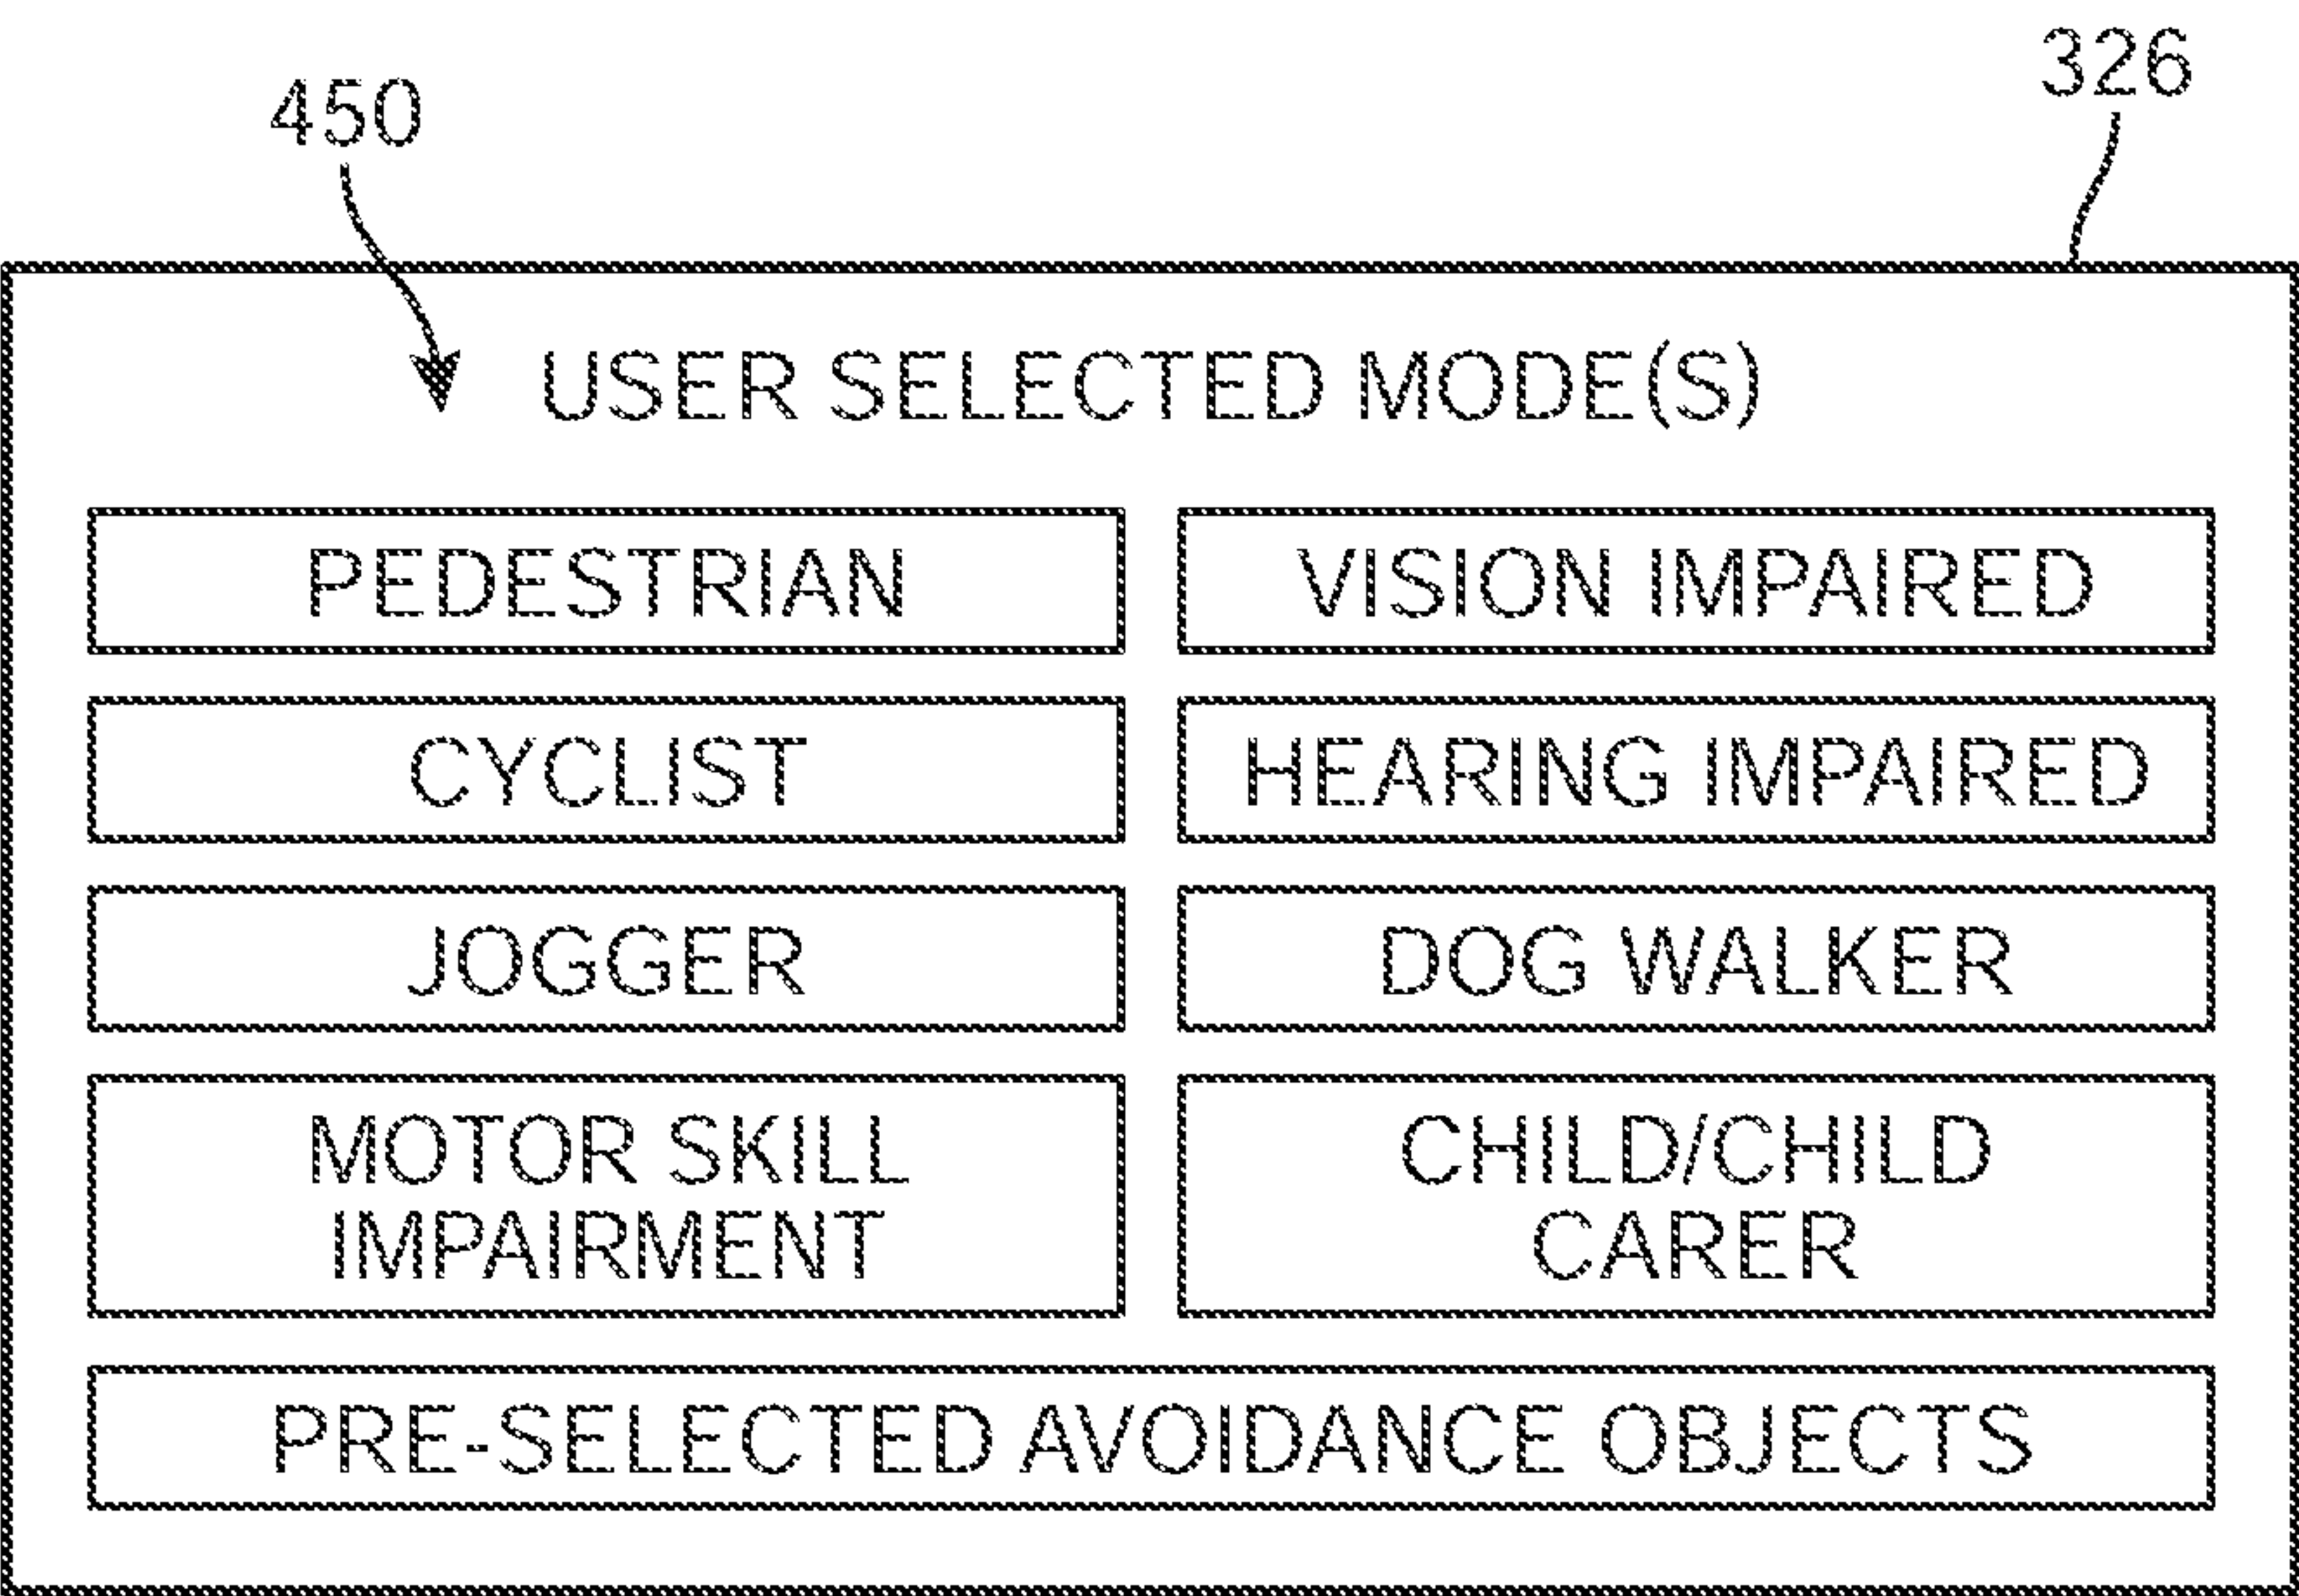 326
450
USER SELECTED MODE(S)
PEDESTRIAN
VISION IMPAIRED
CYCLIST
HEARING IMPAIRED
JOGGER
DOG WALKER
MOTOR SKILL
IMPAIRMENT
CHILD/CHILD
CARER
PRE-SELECTED AVOIDANCE OBJECTS